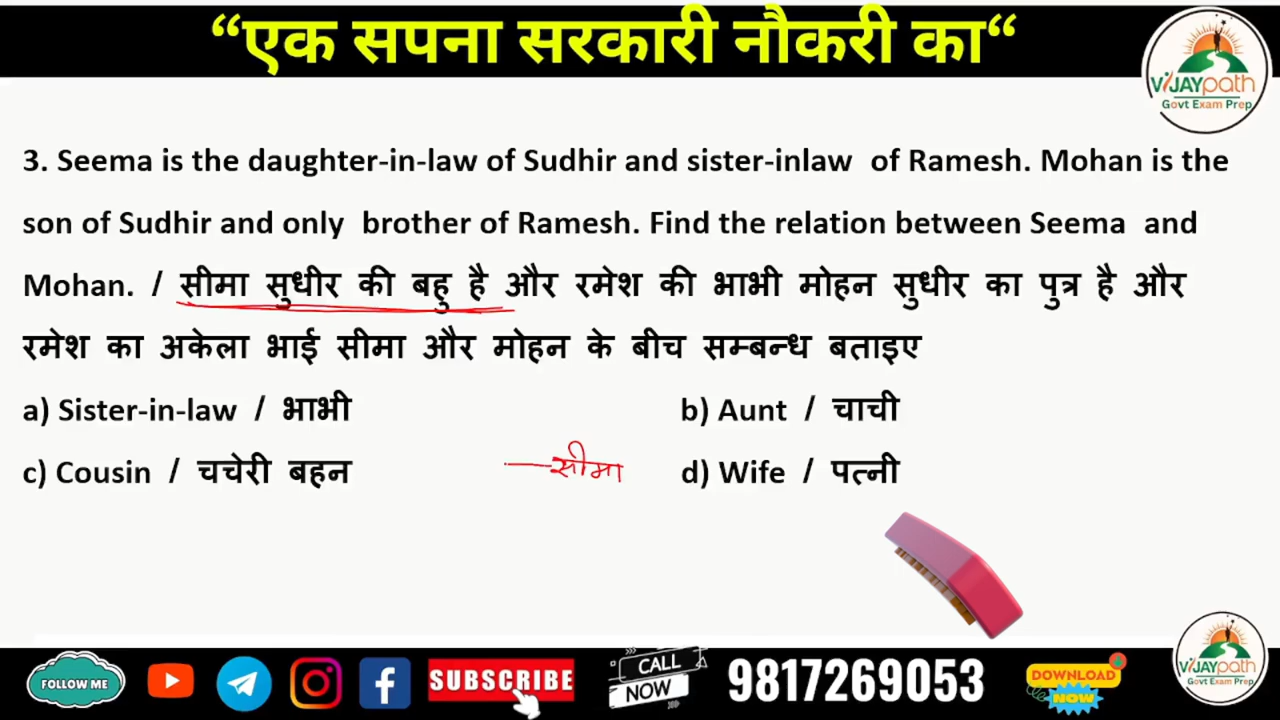 “एक सपना सरकारी नौकरी का“
VIJAYpath
Govt Exam Prep
3. Seema is the daughter-in-law of Sudhir and sister-inlaw of Ramesh. Mohan is the
son of Sudhir and only brother of Ramesh. Find the relation between Seema and
Mohan. / सीमा सुधीर की बहु है और रमेश की भाभी मोहन सुधीर का पुत्र है और
रमेश का अकेला भाई सीमा और मोहन के बीच सम्बन्ध बताइए
a) Sister-in-law / भाभी b) Aunt / चाची
c) Cousin / चचेरी बहन सीमा d) Wife / पत्नी
FOLLOW ME SUBSCRIBE CALL NOW 9817269053 DOWNLOAD NOW
VIJAYpath
Govt Exam Prep